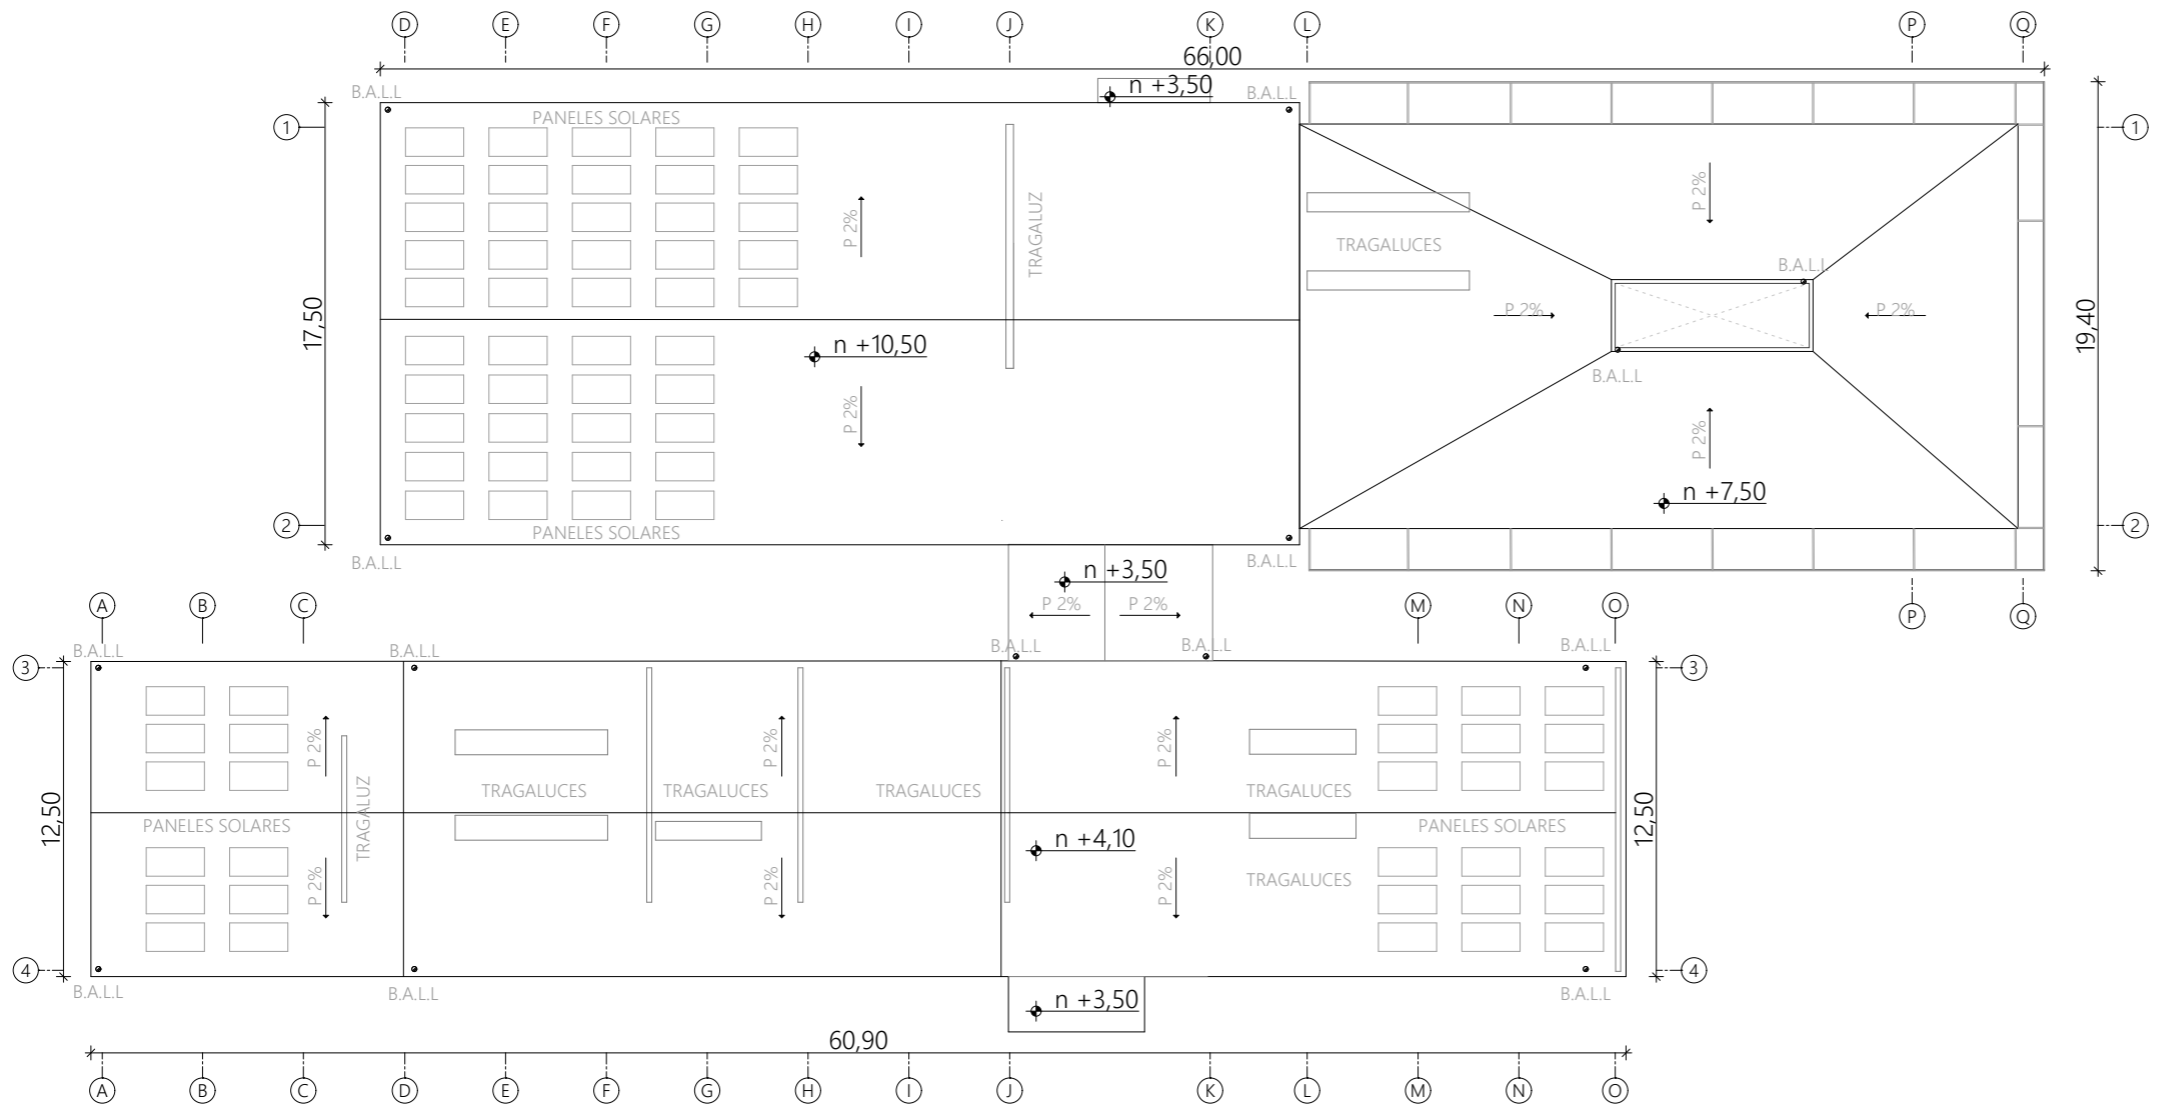 D E F G H I J K L P Q
66,00
B.A.L.L
n +3,50
B.A.L.L
PANELES SOLARES
1
1
P 2%
TRAGALUZ
P 2%
TRAGALUCES
B.A.L.L
17,50
P 2%
P 2%
19,40
n +10,50
B.A.L.L
P 2%
P 2%
n +7,50
2
PANELES SOLARES
2
B.A.L.L
B.A.L.L
n +3,50
A B C
P 2% P 2%
M N O
P Q
B.A.L.L
B.A.L.L
B.A.L.L
B.A.L.L
B.A.L.L
3
3
P 2%
P 2%
P 2%
TRAGALUZ
TRAGALUCES
TRAGALUCES
TRAGALUCES
TRAGALUCES
12,50
PANELES SOLARES
PANELES SOLARES
12,50
n +4,10
P 2%
P 2%
P 2%
TRAGALUCES
4
4
B.A.L.L
B.A.L.L
n +3,50
B.A.L.L
60,90
A B C D E F G H I J K L M N O